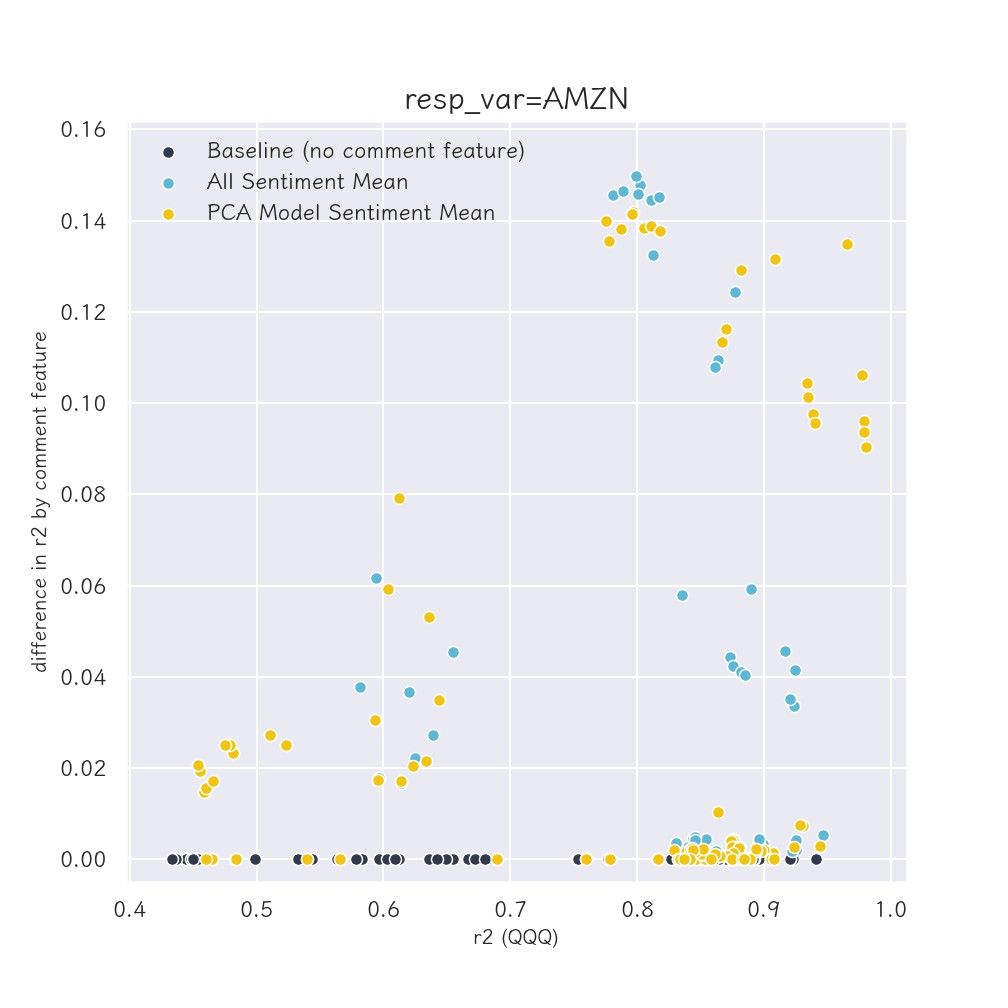 resp_var=AMZN
Baseline (no comment feature)
All Sentiment Mean
PCA Model Sentiment Mean
0.16
0.14
0.12
0.10
0.08
0.06
0.04
0.02
0.00
difference in r2 by comment feature
0.4 0.5 0.6 0.7 0.8 0.9 1.0
r2 (QQQ)